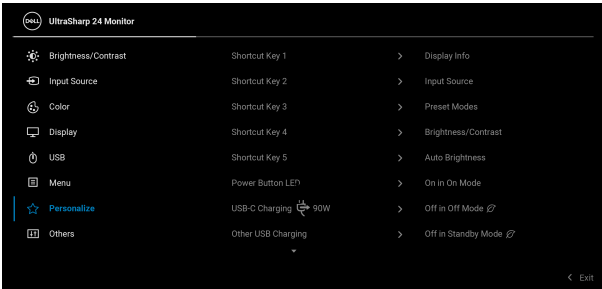 DELL UltraSharp 24 Monitor
Brightness/Contrast Shortcut Key 1 > Display Info
Input Source Shortcut Key 2 > Input Source
Color Shortcut Key 3 > Preset Modes
Display Shortcut Key 4 > Brightness/Contrast
USB Shortcut Key 5 > Auto Brightness
Menu Power Button LED > On in On Mode
Personalize USB-C Charging 90W > Off in Off Mode
Others Other USB Charging > Off in Standby Mode
< Exit